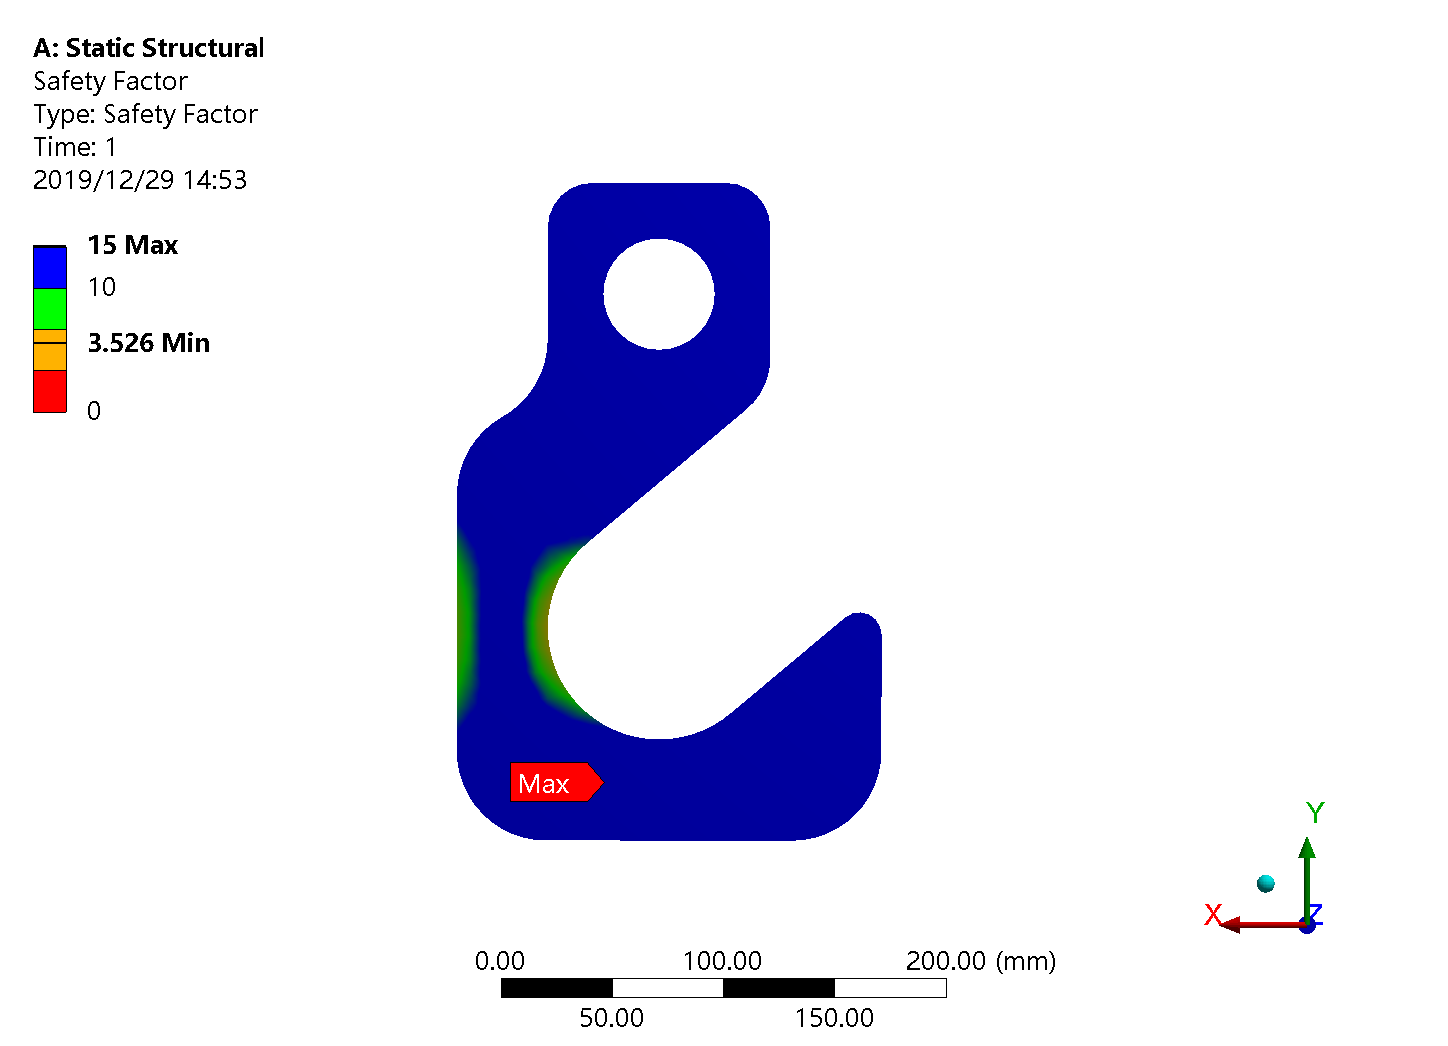 A: Static Structural
Safety Factor
Type: Safety Factor
Time: 1
2019/12/29 14:53
15 Max
10
3.526 Min
0
Max
Y
X
Z
0.00 100.00 200.00 (mm)
50.00 150.00